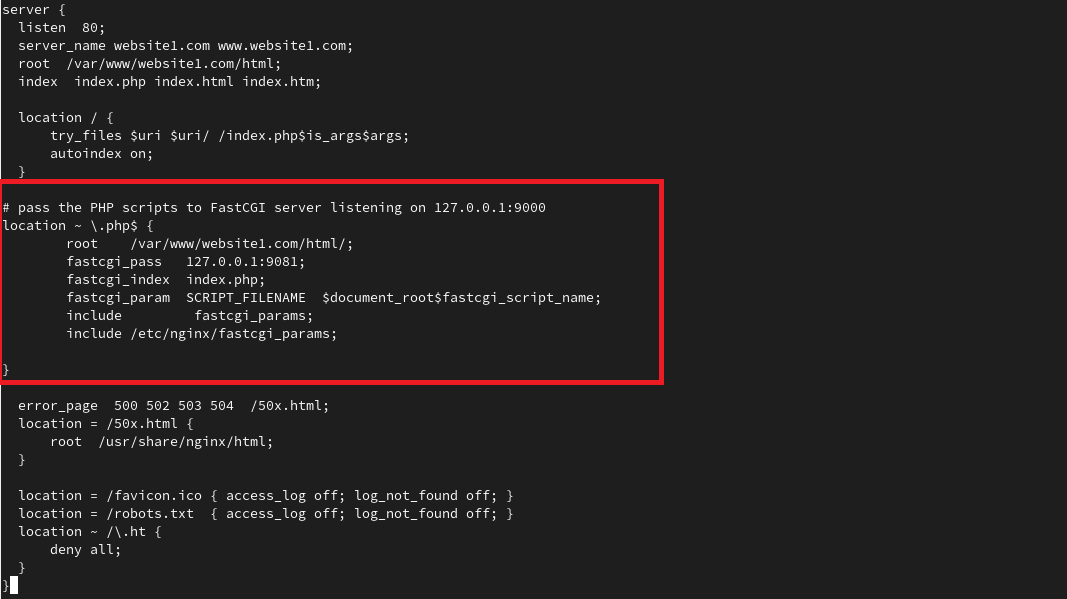 server {
  listen  80;
  server_name website1.com www.website1.com;
  root  /var/www/website1.com/html;
  index  index.php index.html index.htm;

  location / {
      try_files $uri $uri/ /index.php$is_args$args;
      autoindex on;
  }

# pass the PHP scripts to FastCGI server listening on 127.0.0.1:9000
location ~ \.php$ {
        root    /var/www/website1.com/html/;
        fastcgi_pass   127.0.0.1:9081;
        fastcgi_index  index.php;
        fastcgi_param  SCRIPT_FILENAME  $document_root$fastcgi_script_name;
        include         fastcgi_params;
        include /etc/nginx/fastcgi_params;

}

  error_page  500 502 503 504  /50x.html;
  location = /50x.html {
      root  /usr/share/nginx/html;
  }

  location = /favicon.ico { access_log off; log_not_found off; }
  location = /robots.txt  { access_log off; log_not_found off; }
  location ~ /\.ht {
      deny all;
  }
}